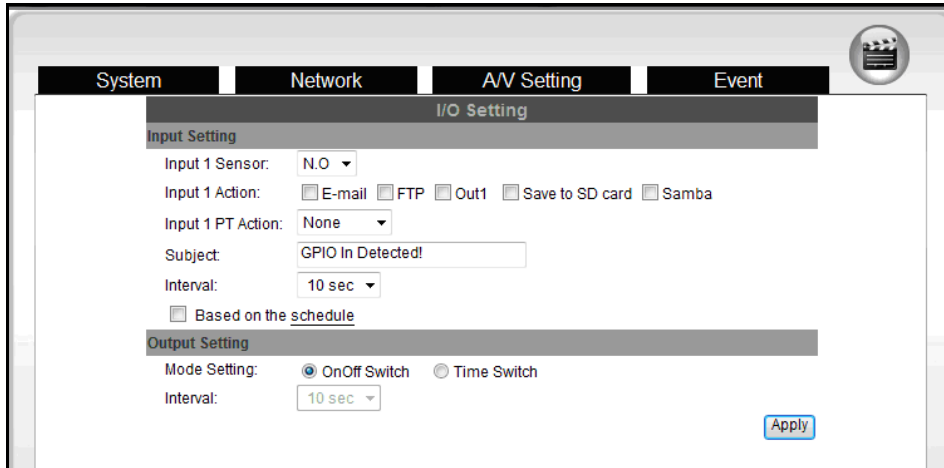 System Network A/V Setting Event
I/O Setting
Input Setting
Input 1 Sensor: N.O
Input 1 Action: E-mail FTP Out1 Save to SD card Samba
Input 1 PT Action: None
Subject: GPIO In Detected!
Interval: 10 sec
Based on the schedule
Output Setting
Mode Setting: OnOff Switch Time Switch
Interval: 10 sec
Apply